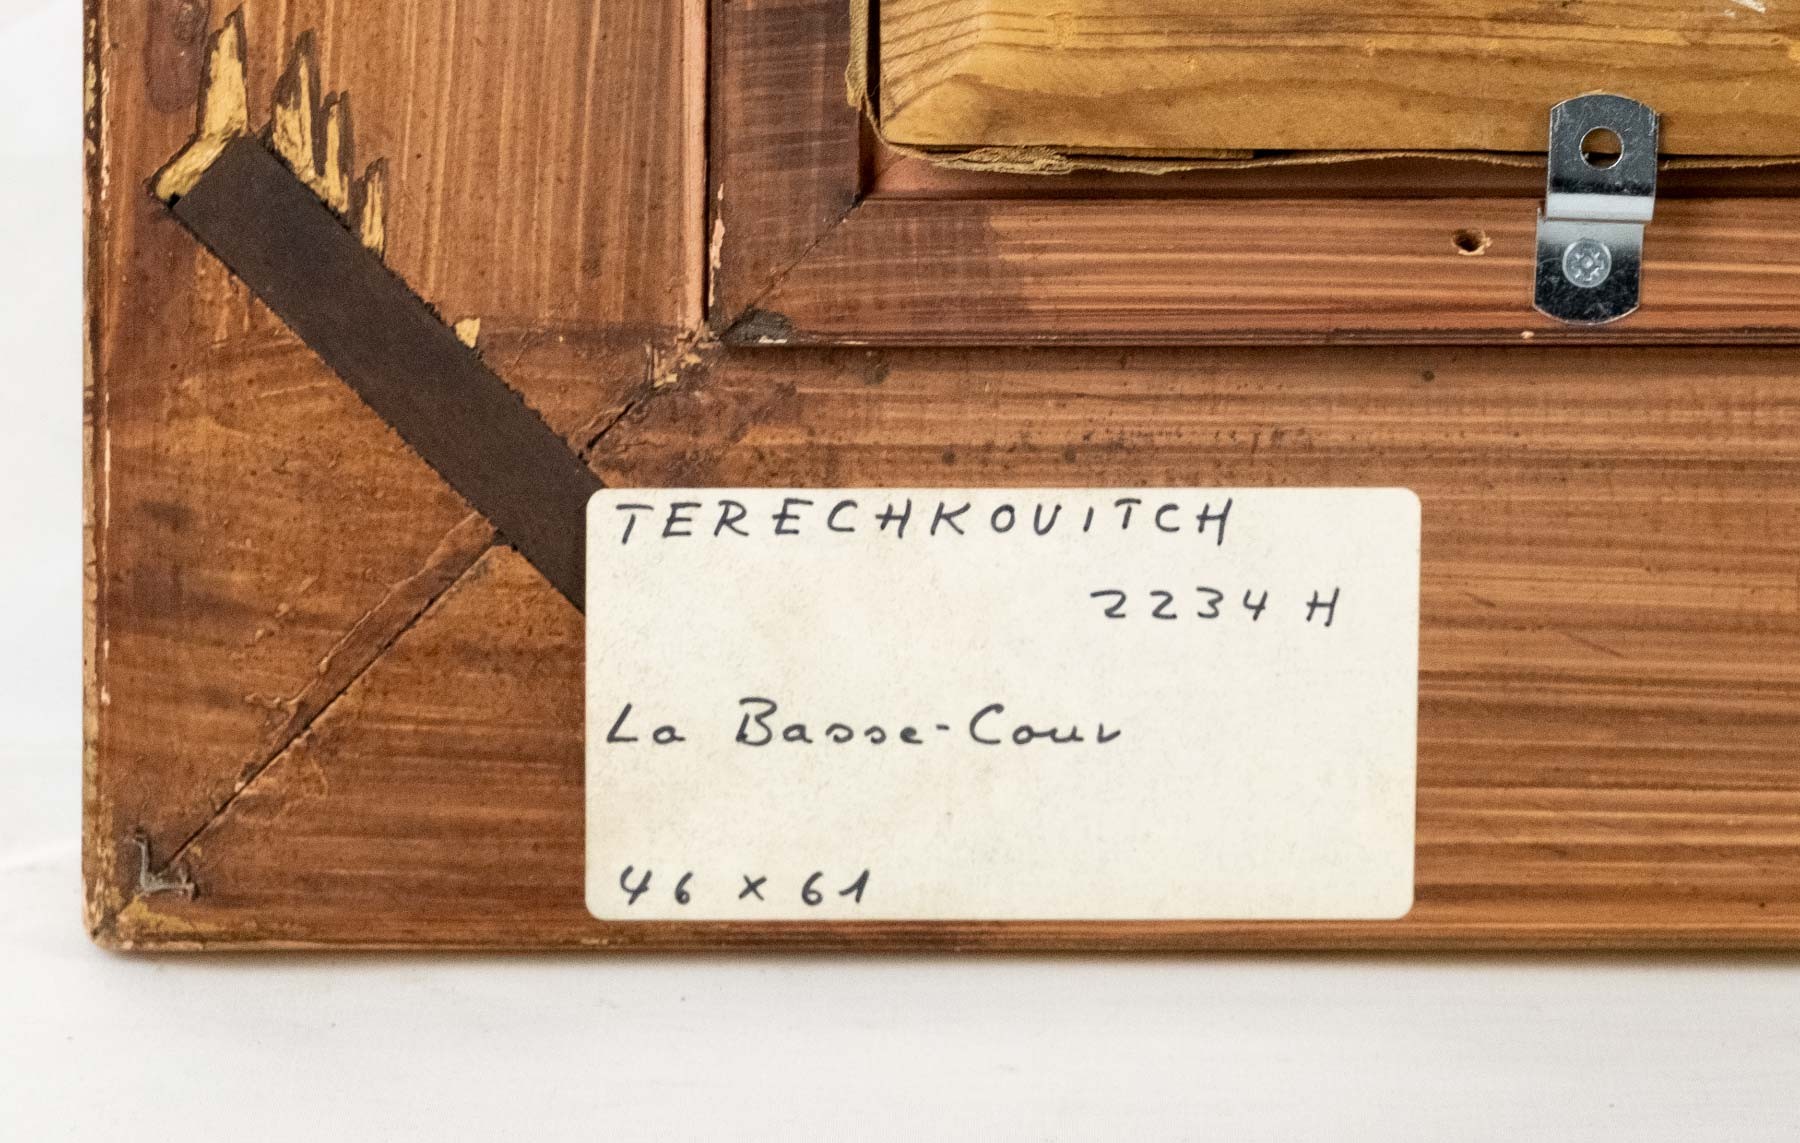 TERECHKOVITCH
2234 H
La Basse-Cour
46 x 61